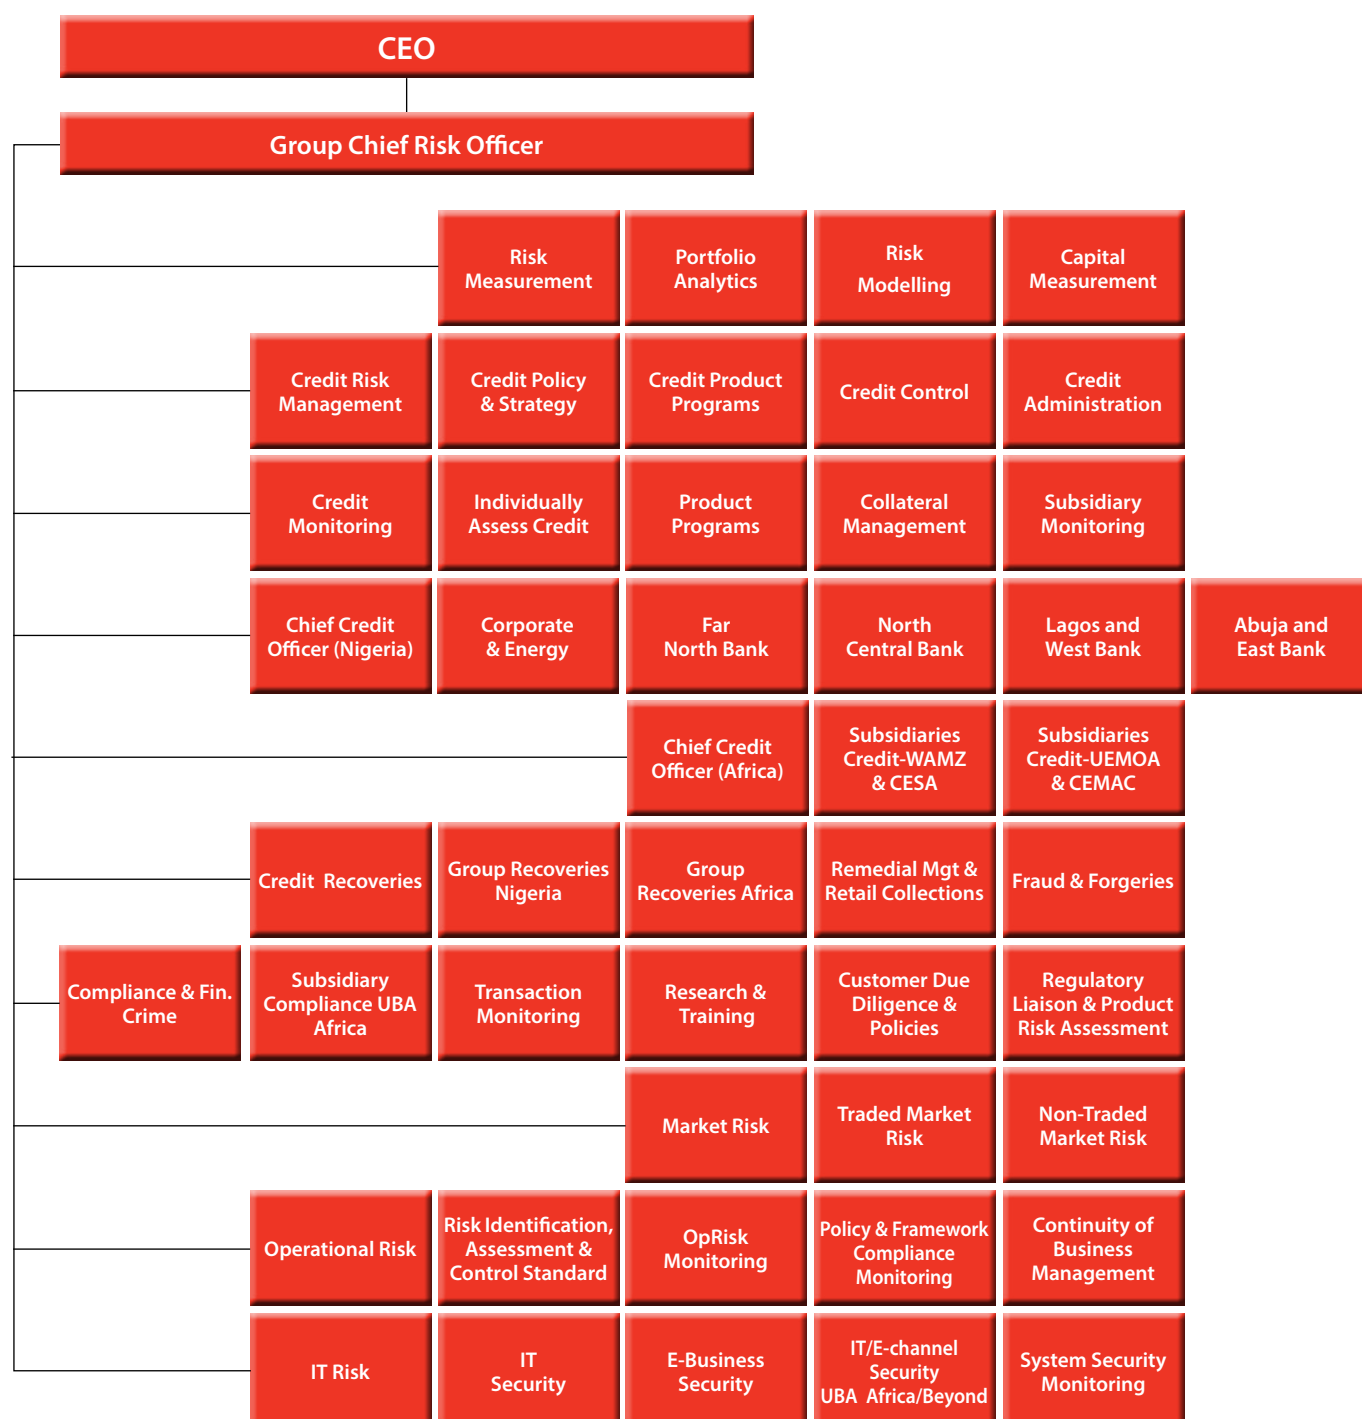 CEO
Group Chief Risk Officer
Risk
Measurement
Portfolio
Analytics
Risk
Modelling
Capital
Measurement
Credit Risk
Management
Credit Policy
& Strategy
Credit Product
Programs
Credit Control
Credit
Administration
Credit
Monitoring
Individually
Assess Credit
Product
Programs
Collateral
Management
Subsidiary
Monitoring
Chief Credit
Officer (Nigeria)
Corporate
& Energy
Far
North Bank
North
Central Bank
Lagos and
West Bank
Abuja and
East Bank
Chief Credit
Officer (Africa)
Subsidiaries
Credit-WAMZ
& CESA
Subsidiaries
Credit-UEMOA
& CEMAC
Credit Recoveries
Group Recoveries
Nigeria
Group
Recoveries Africa
Remedial Mgt &
Retail Collections
Fraud & Forgeries
Compliance & Fin.
Crime
Subsidiary
Compliance UBA
Africa
Transaction
Monitoring
Research &
Training
Customer Due
Diligence &
Policies
Regulatory
Liaison & Product
Risk Assessment
Market Risk
Traded Market
Risk
Non-Traded
Market Risk
Operational Risk
Risk Identification,
Assessment &
Control Standard
OpRisk
Monitoring
Policy & Framework
Compliance
Monitoring
Continuity of
Business
Management
IT Risk
IT
Security
E-Business
Security
IT/E-channel
Security
UBA Africa/Beyond
System Security
Monitoring